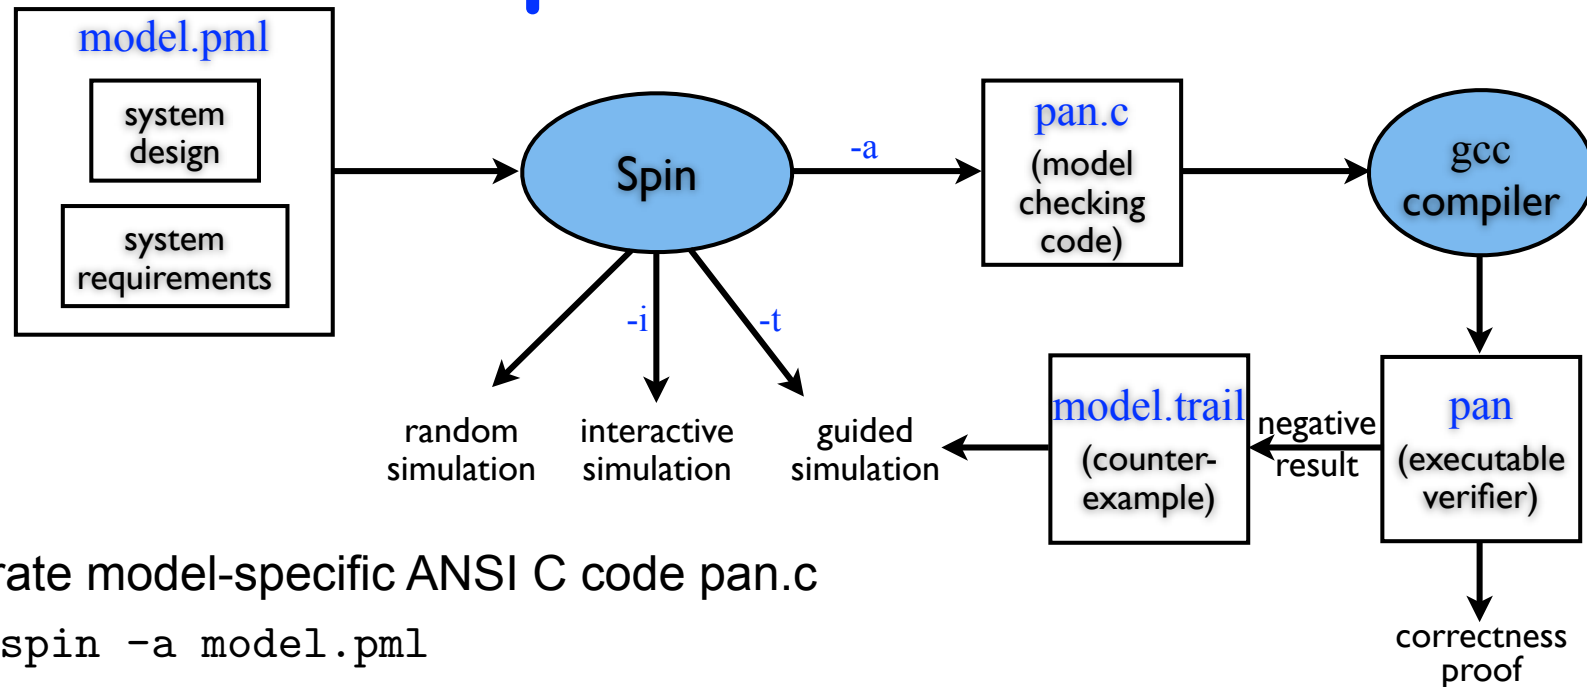 model.pml
system
design
system
requirements
Spin
-a
pan.c
(model
checking
code)
gcc
compiler
-i
-t
random
simulation
interactive
simulation
guided
simulation
model.trail
(counter-
example)
negative
result
pan
(executable
verifier)
correctness
proof
rate model-specific ANSI C code pan.c
spin -a model.pml